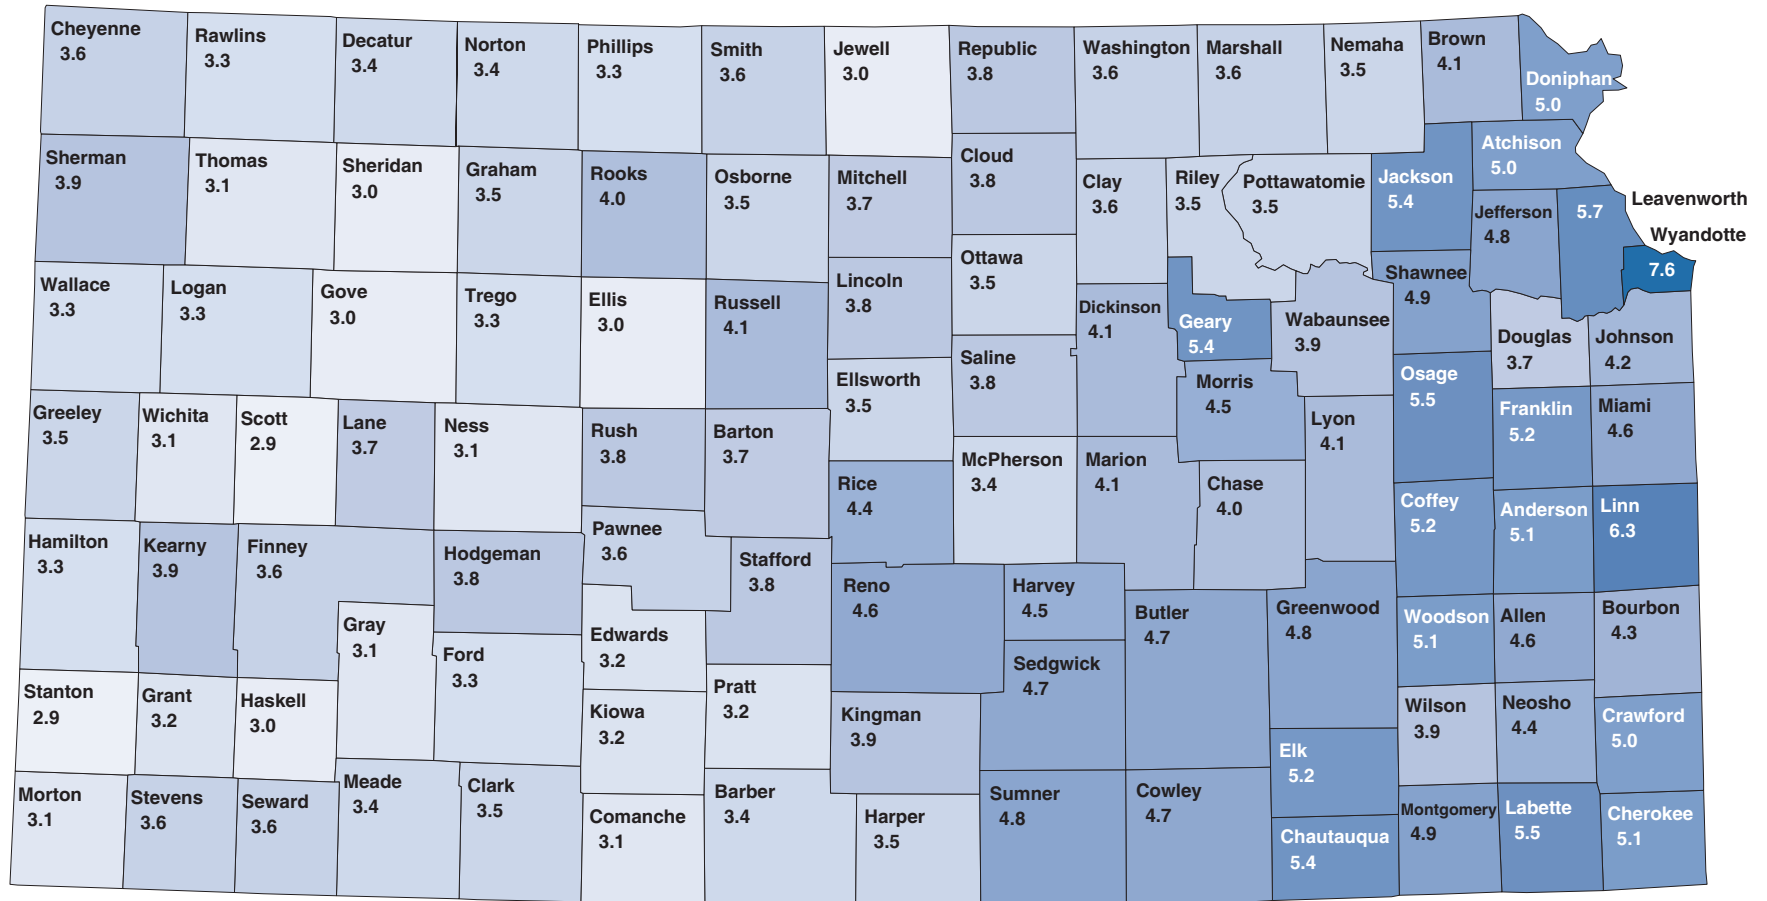 Cheyenne
3.6
Rawlins
3.3
Decatur
3.4
Norton
3.4
Phillips
3.3
Smith
3.6
Jewell
3.0
Republic
3.8
Washington
3.6
Marshall
3.6
Nemaha
3.5
Brown
4.1
Doniphan
5.0
Sherman
3.9
Thomas
3.1
Sheridan
3.0
Graham
3.5
Rooks
4.0
Osborne
3.5
Mitchell
3.7
Cloud
3.8
Clay
3.6
Riley
3.5
Pottawatomie
3.5
Jackson
5.4
Atchison
5.0
Jefferson
4.8
5.7
Leavenworth
Wyandotte
7.6
Wallace
3.3
Logan
3.3
Gove
3.0
Trego
3.3
Ellis
3.0
Russell
4.1
Lincoln
3.8
Ottawa
3.5
Dickinson
4.1
Geary
5.4
Wabaunsee
3.9
Shawnee
4.9
Douglas
3.7
Johnson
4.2
Ellsworth
3.5
Saline
3.8
Morris
4.5
Osage
5.5
Franklin
5.2
Miami
4.6
Greeley
3.5
Wichita
3.1
Scott
2.9
Lane
3.7
Ness
3.1
Rush
3.8
Barton
3.7
Rice
4.4
McPherson
3.4
Marion
4.1
Chase
4.0
Lyon
4.1
Coffey
5.2
Anderson
5.1
Linn
6.3
Hamilton
3.3
Kearny
3.9
Finney
3.6
Hodgeman
3.8
Pawnee
3.6
Stafford
3.8
Reno
4.6
Harvey
4.5
Butler
4.7
Greenwood
4.8
Woodson
5.1
Allen
4.6
Bourbon
4.3
Gray
3.1
Ford
3.3
Edwards
3.2
Sedgwick
4.7
Stanton
2.9
Grant
3.2
Haskell
3.0
Kiowa
3.2
Pratt
3.2
Kingman
3.9
Wilson
3.9
Neosho
4.4
Crawford
5.0
Elk
5.2
Morton
3.1
Stevens
3.6
Seward
3.6
Meade
3.4
Clark
3.5
Comanche
3.1
Barber
3.4
Harper
3.5
Sumner
4.8
Cowley
4.7
Chautauqua
5.4
Montgomery
4.9
Labette
5.5
Cherokee
5.1